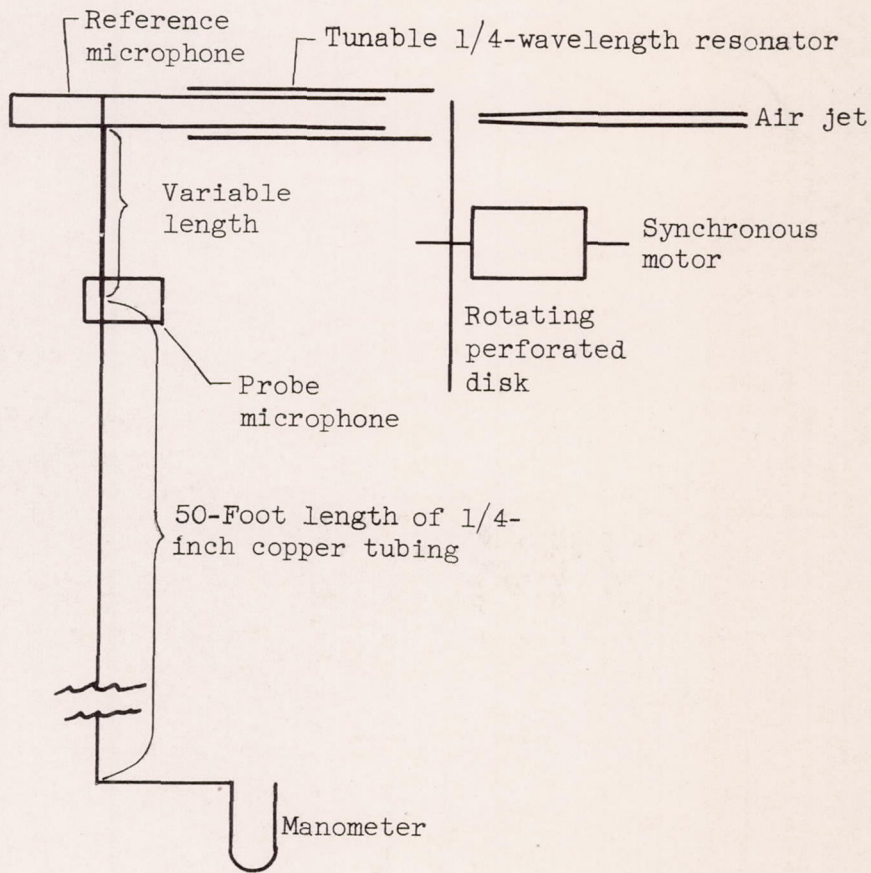 Reference
microphone
Tunable 1/4-wavelength resonator
Air jet
Variable
length
Synchronous
motor
Rotating
perforated
disk
Probe
microphone
50-Foot length of 1/4-
inch copper tubing
Manometer